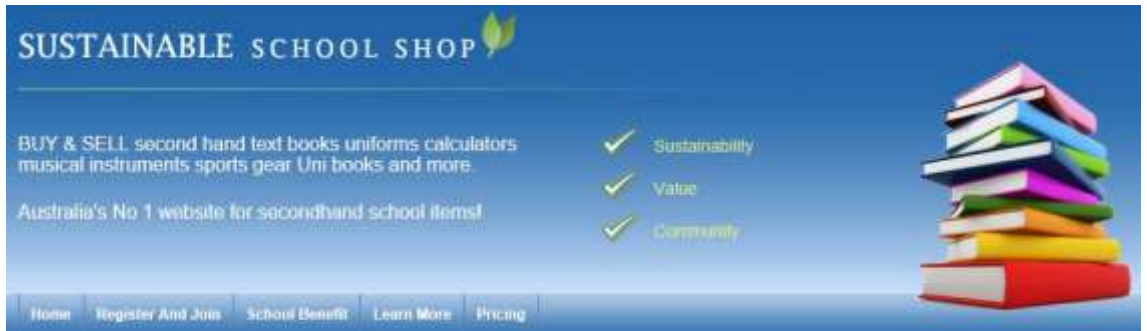 SUSTAINABLE SCHOOL SHOP
BUY & SELL second hand text books uniforms calculators
musical instruments sports gear Uni books and more.
Australia's No 1 website for secondhand school items!
Sustainability
Value
Community
Home Register And Join School Benefit Learn More Pricing